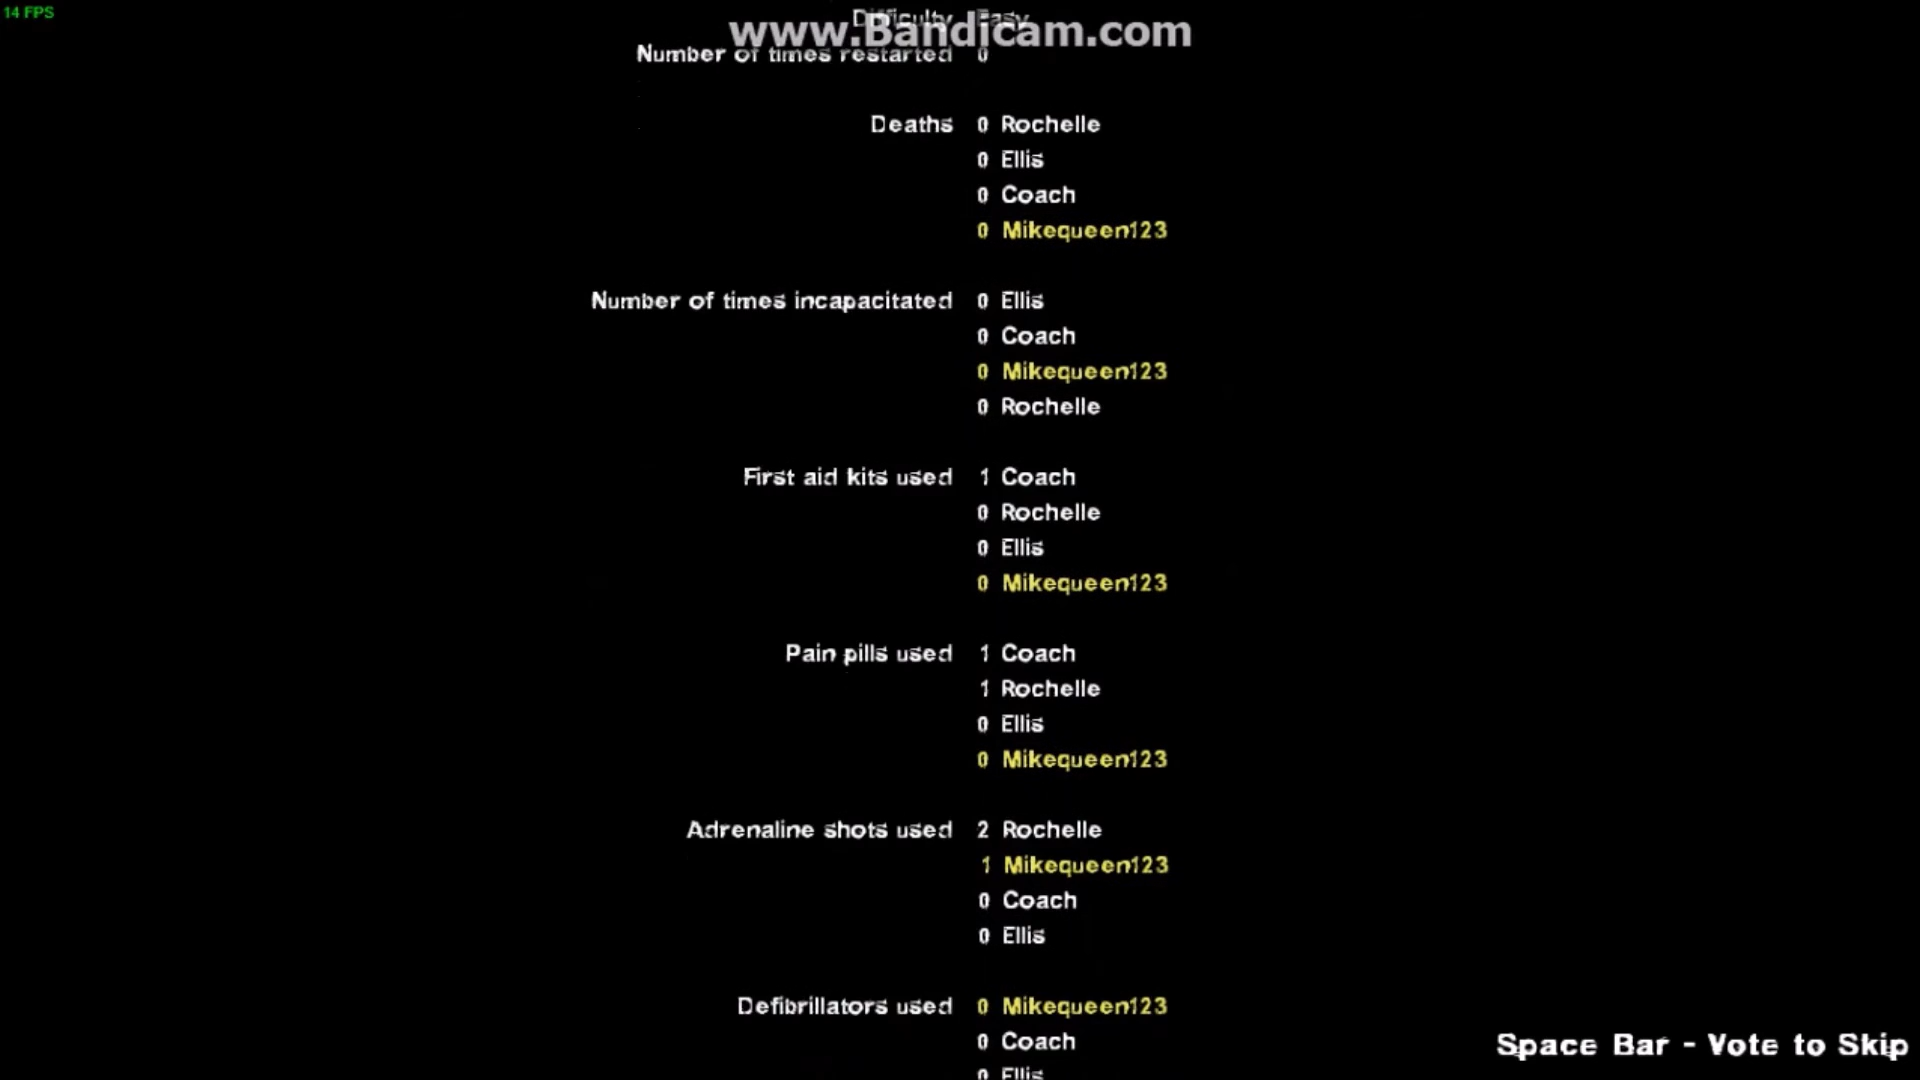 14 FPS
Difficulty Easy
www.Bandicam.com
Number of times restarted 0
Deaths 0 Rochelle
0 Ellis
0 Coach
0 Mikequeen123
Number of times incapacitated 0 Ellis
0 Coach
0 Mikequeen123
0 Rochelle
First aid kits used 1 Coach
0 Rochelle
0 Ellis
0 Mikequeen123
Pain pills used 1 Coach
1 Rochelle
0 Ellis
0 Mikequeen123
Adrenaline shots used 2 Rochelle
1 Mikequeen123
0 Coach
0 Ellis
Defibrillators used 0 Mikequeen123
0 Coach
0 Ellis
Space Bar - Vote to Skip